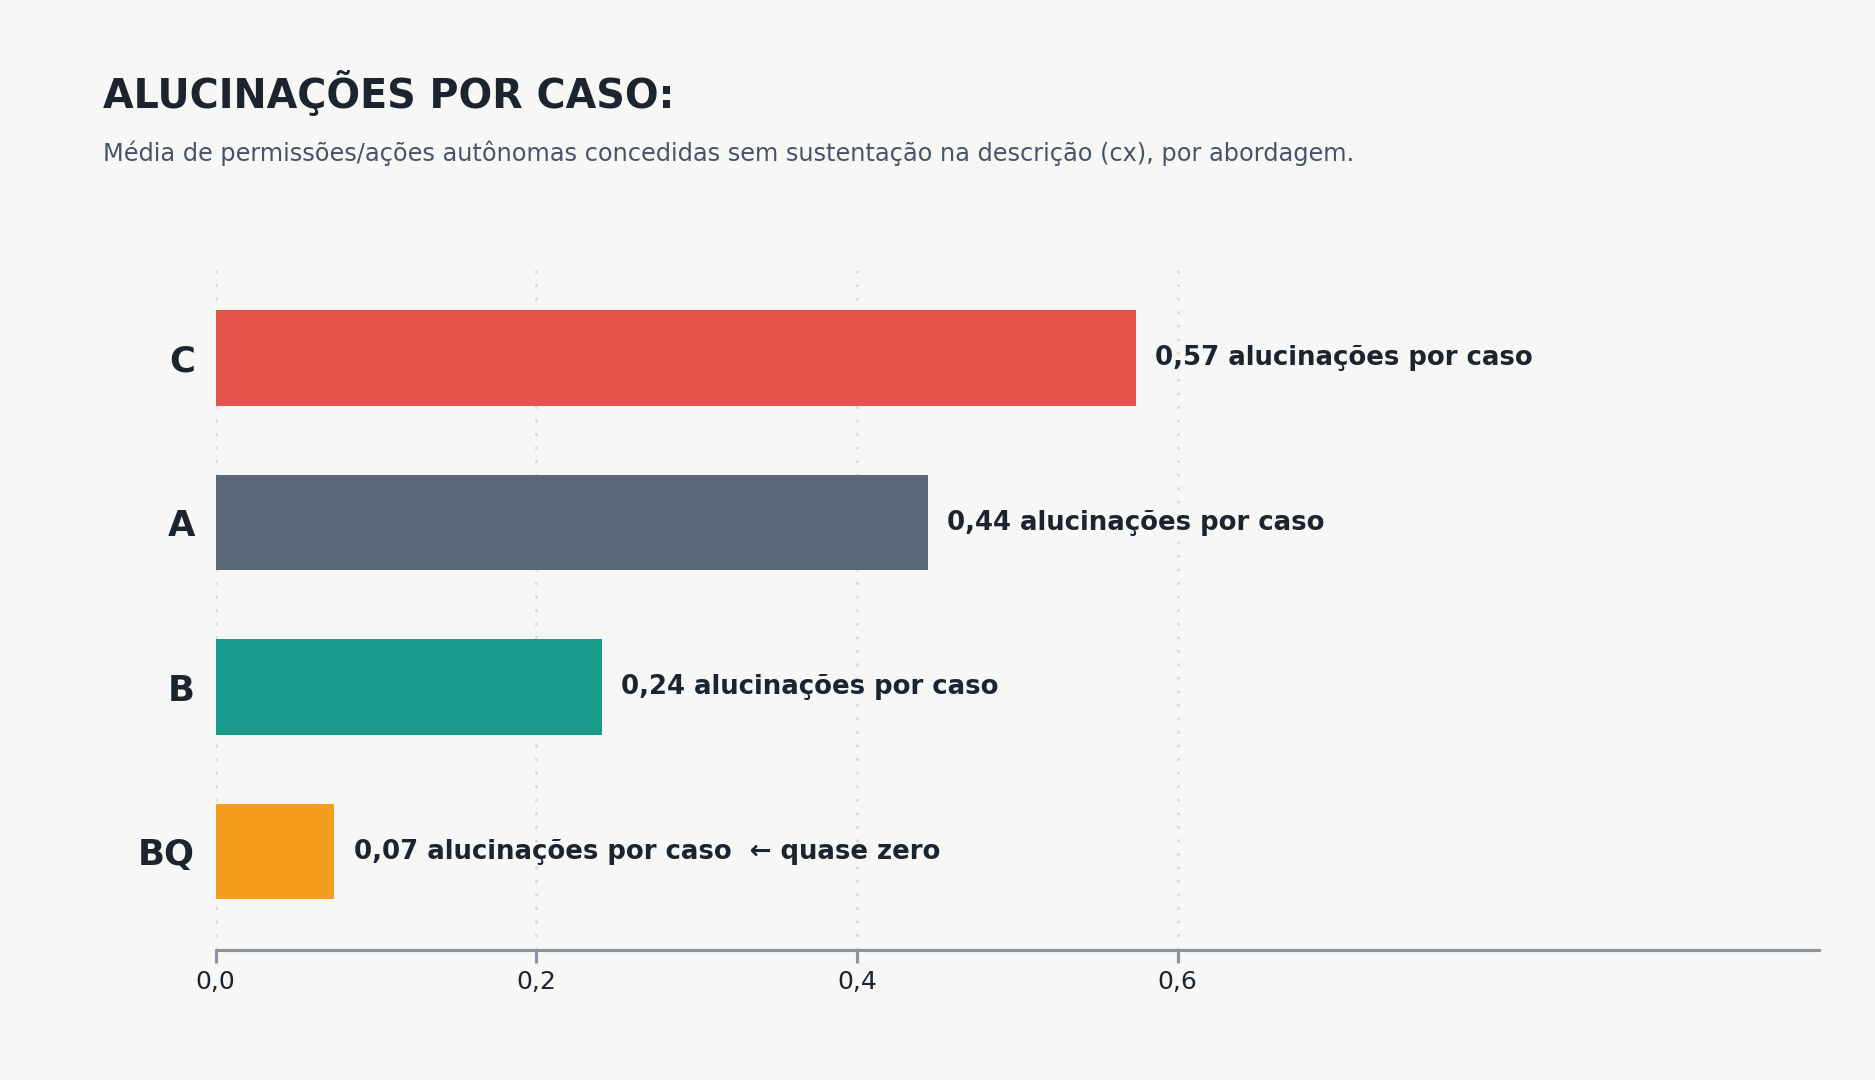 ALUCINAÇÕES POR CASO:
Média de permissões/ações autônomas concedidas sem sustentação na descrição (cx), por abordagem.
C
0,57 alucinações por caso
A
0,44 alucinações por caso
B
0,24 alucinações por caso
BQ
0,07 alucinações por caso ← quase zero
0,0 0,2 0,4 0,6